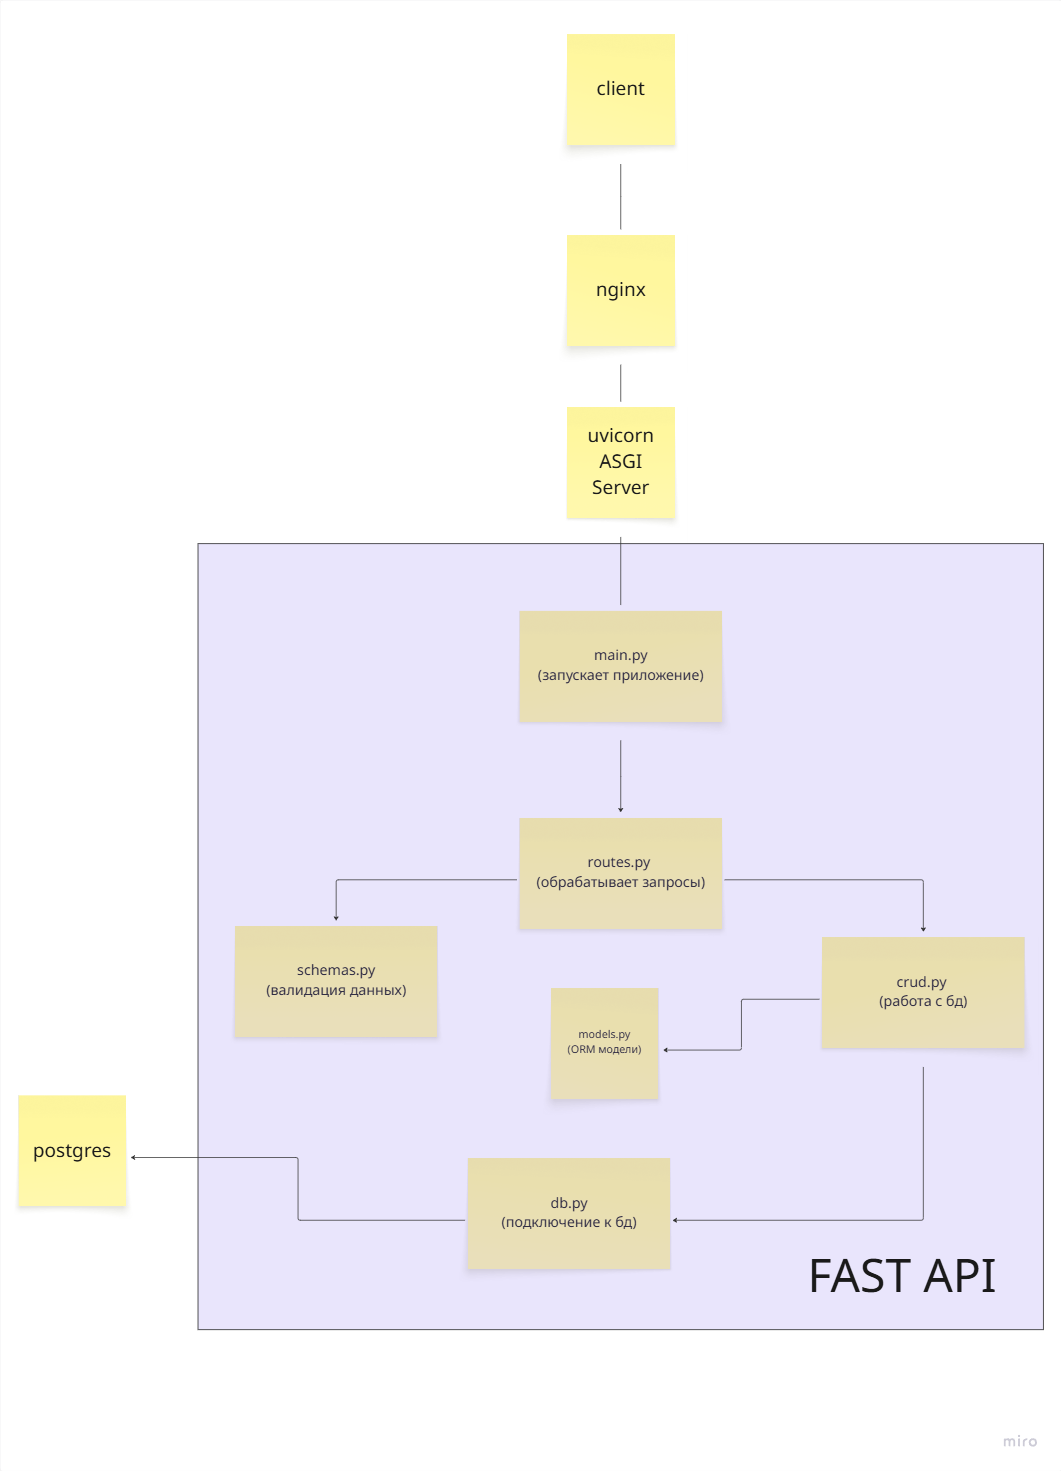 client
nginx
uvicorn
ASGI
Server
main.py
(запускает приложение)
routes.py
(обрабатывает запросы)
schemas.py
(валидация данных)
crud.py
(работа с бд)
models.py
(ORM модели)
postgres
db.py
(подключение к бд)
FAST API
miro